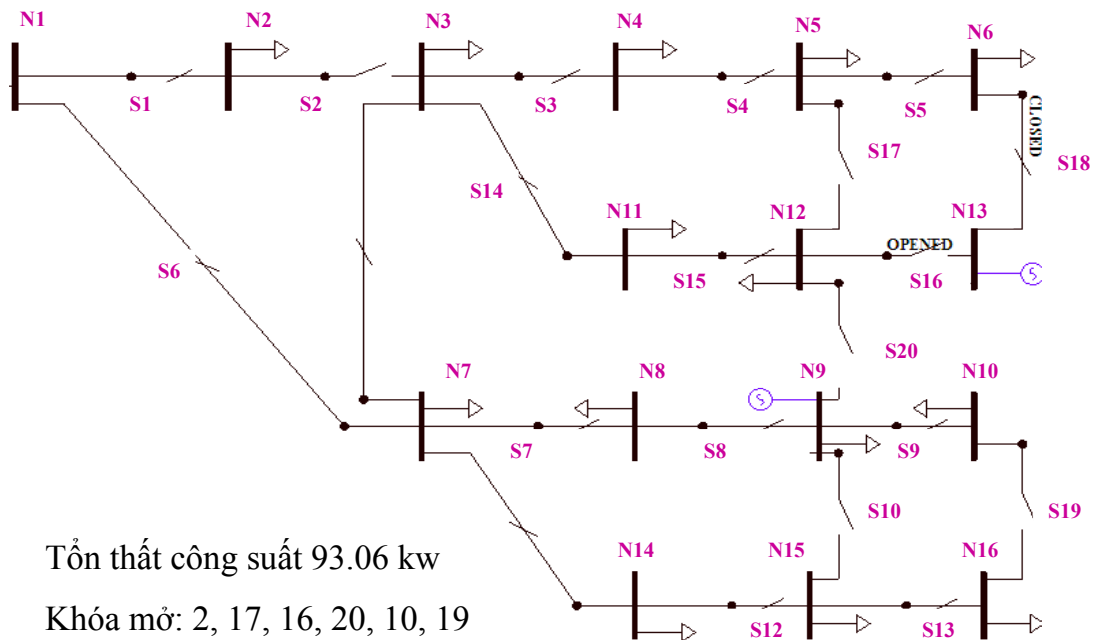 N1
N2
N3
N4
N5
N6
S1
S2
S3
S4
S5
CLOSED
S17
S18
S14
N11
N12
N13
OPENED
S6
S15
S16
S20
N7
N8
N9
N10
S
S
S7
S8
S9
S10
S19
N14
N15
N16
S12
S13
Tổn thất công suất 93.06 kw
Khóa mở: 2, 17, 16, 20, 10, 19